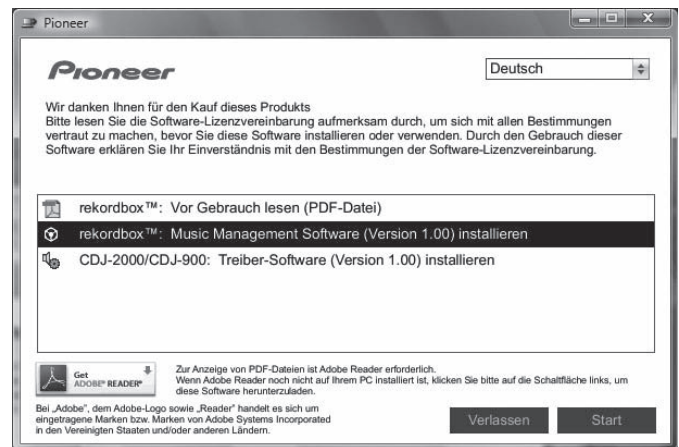 Pioneer
Pioneer
Deutsch
Wir danken Ihnen für den Kauf dieses Produkts
Bitte lesen Sie die Software-Lizenzvereinbarung aufmerksam durch, um sich mit allen Bestimmungen
vertraut zu machen, bevor Sie diese Software installieren oder verwenden. Durch den Gebrauch dieser
Software erklären Sie Ihr Einverständnis mit den Bestimmungen der Software-Lizenzvereinbarung.
rekordbox™: Vor Gebrauch lesen (PDF-Datei)
rekordbox™: Music Management Software (Version 1.00) installieren
CDJ-2000/CDJ-900: Treiber-Software (Version 1.00) installieren
Get
ADOBE® READER®
Zur Anzeige von PDF-Dateien ist Adobe Reader erforderlich.
Wenn Adobe Reader noch nicht auf Ihrem PC installiert ist, klicken Sie bitte auf die Schaltfläche links, um
diese Software herunterzuladen.
Bei „Adobe", dem Adobe-Logo sowie „Reader" handelt es sich um
eingetragene Marken bzw. Marken von Adobe Systems Incorporated
in den Vereinigten Staaten und/oder anderen Ländern.
Verlassen
Start